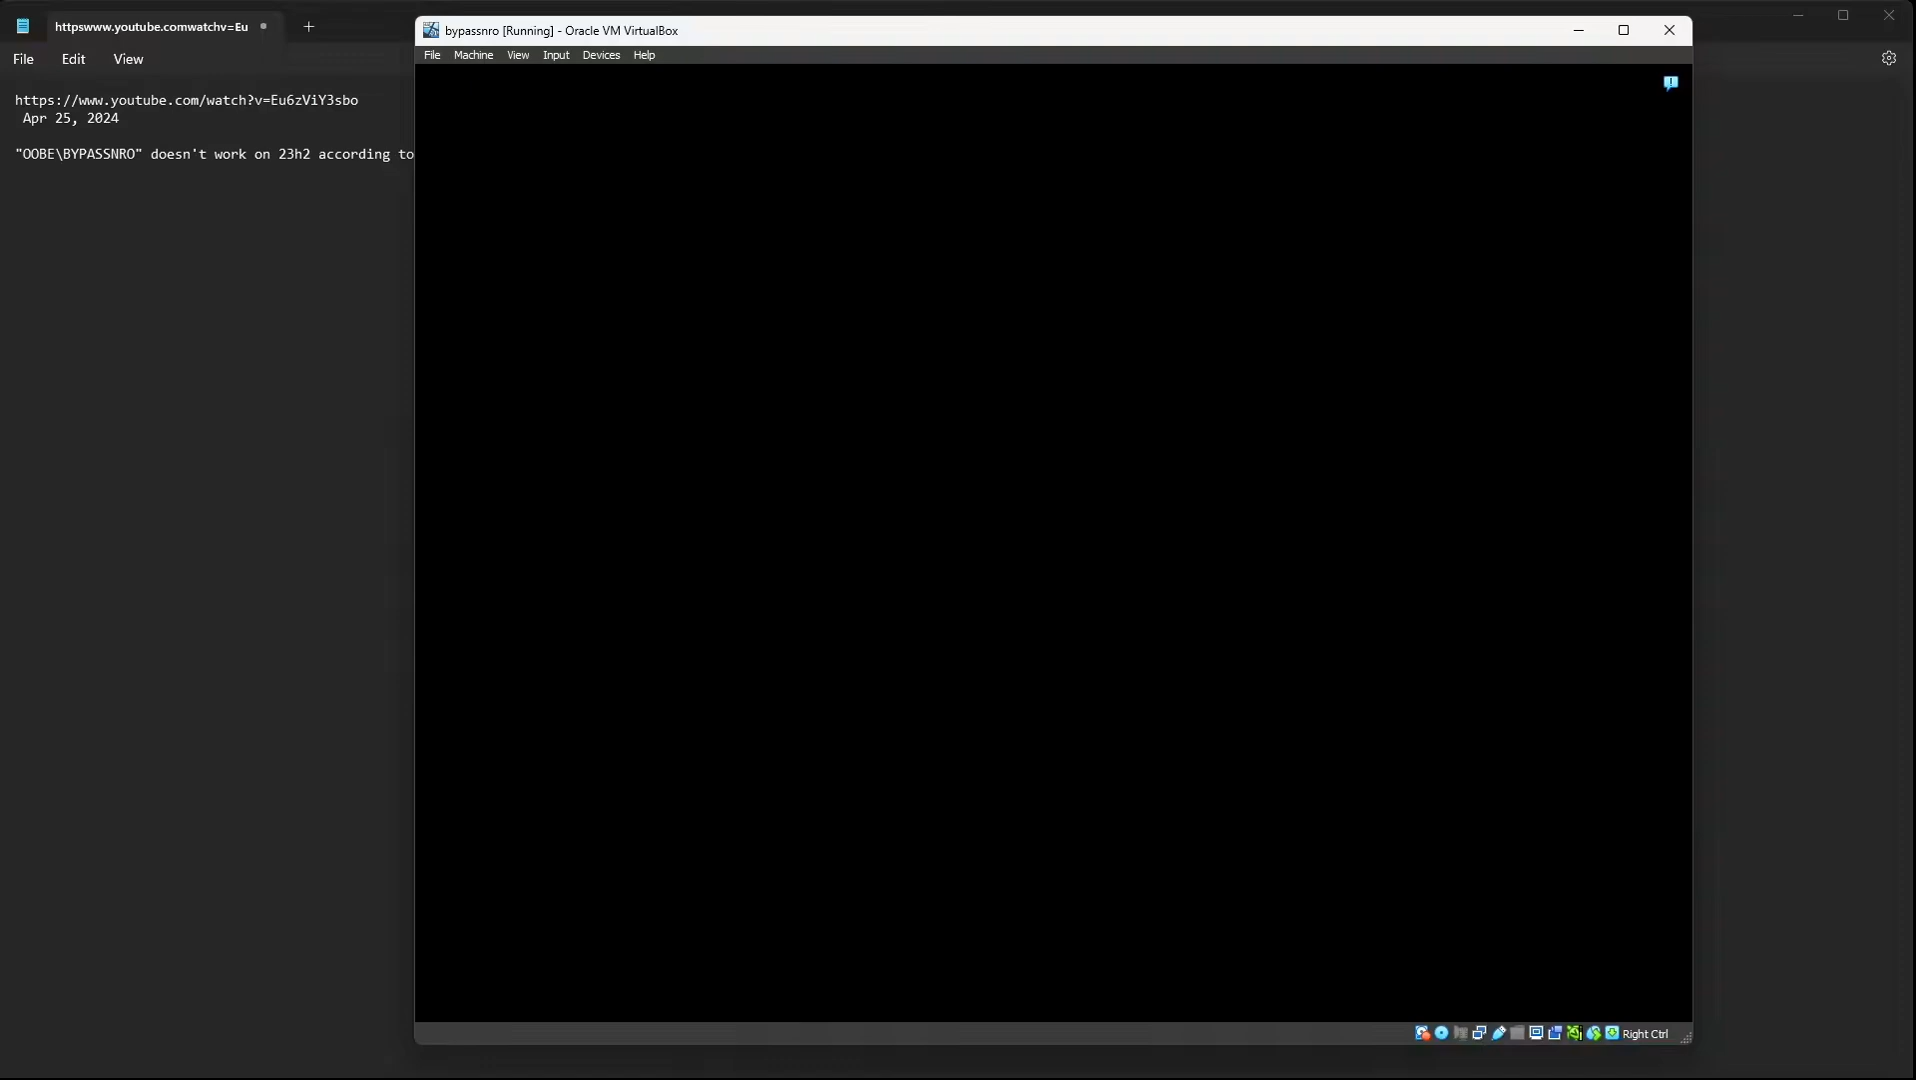 httpswww.youtube.comwatchv=Eu
File Edit View
https://www.youtube.com/watch?v=Eu6zViY3sbo
Apr 25, 2024
"OOBE\BYPASSNRO" doesn't work on 23h2 according to
bypassnro [Running] - Oracle VM VirtualBox
File Machine View Input Devices Help
Right Ctrl